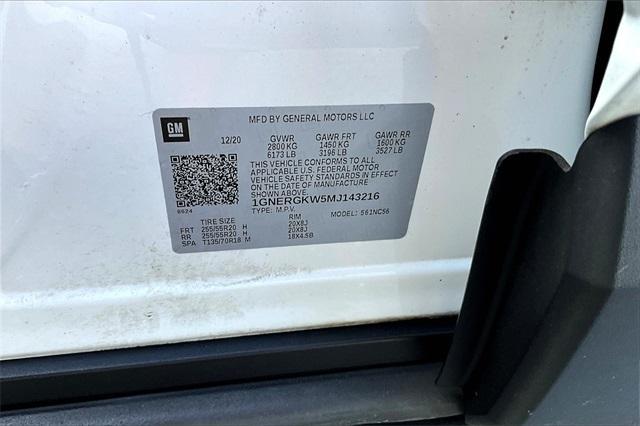 MFD BY GENERAL MOTORS LLC
GM
12/20 GVWR GAWR FRT GAWR RR
2800 KG 1450 KG 1600 KG
6173 LB 3196 LB 3527 LB
THIS VEHICLE CONFORMS TO ALL
APPLICABLE U.S. FEDERAL MOTOR
VEHICLE SAFETY STANDARDS IN EFFECT
ON THE DATE OF MANUFACTURE
SHOWN ABOVE.
1GNERGKW5MJ143216
8624 TYPE: M.P.V. MODEL: 561NC56
TIRE SIZE RIM
FRT 255/55R20 H 20X8J
RR 255/55R20 H 20X8J
SPA T135/70R18 M 18X4.5B